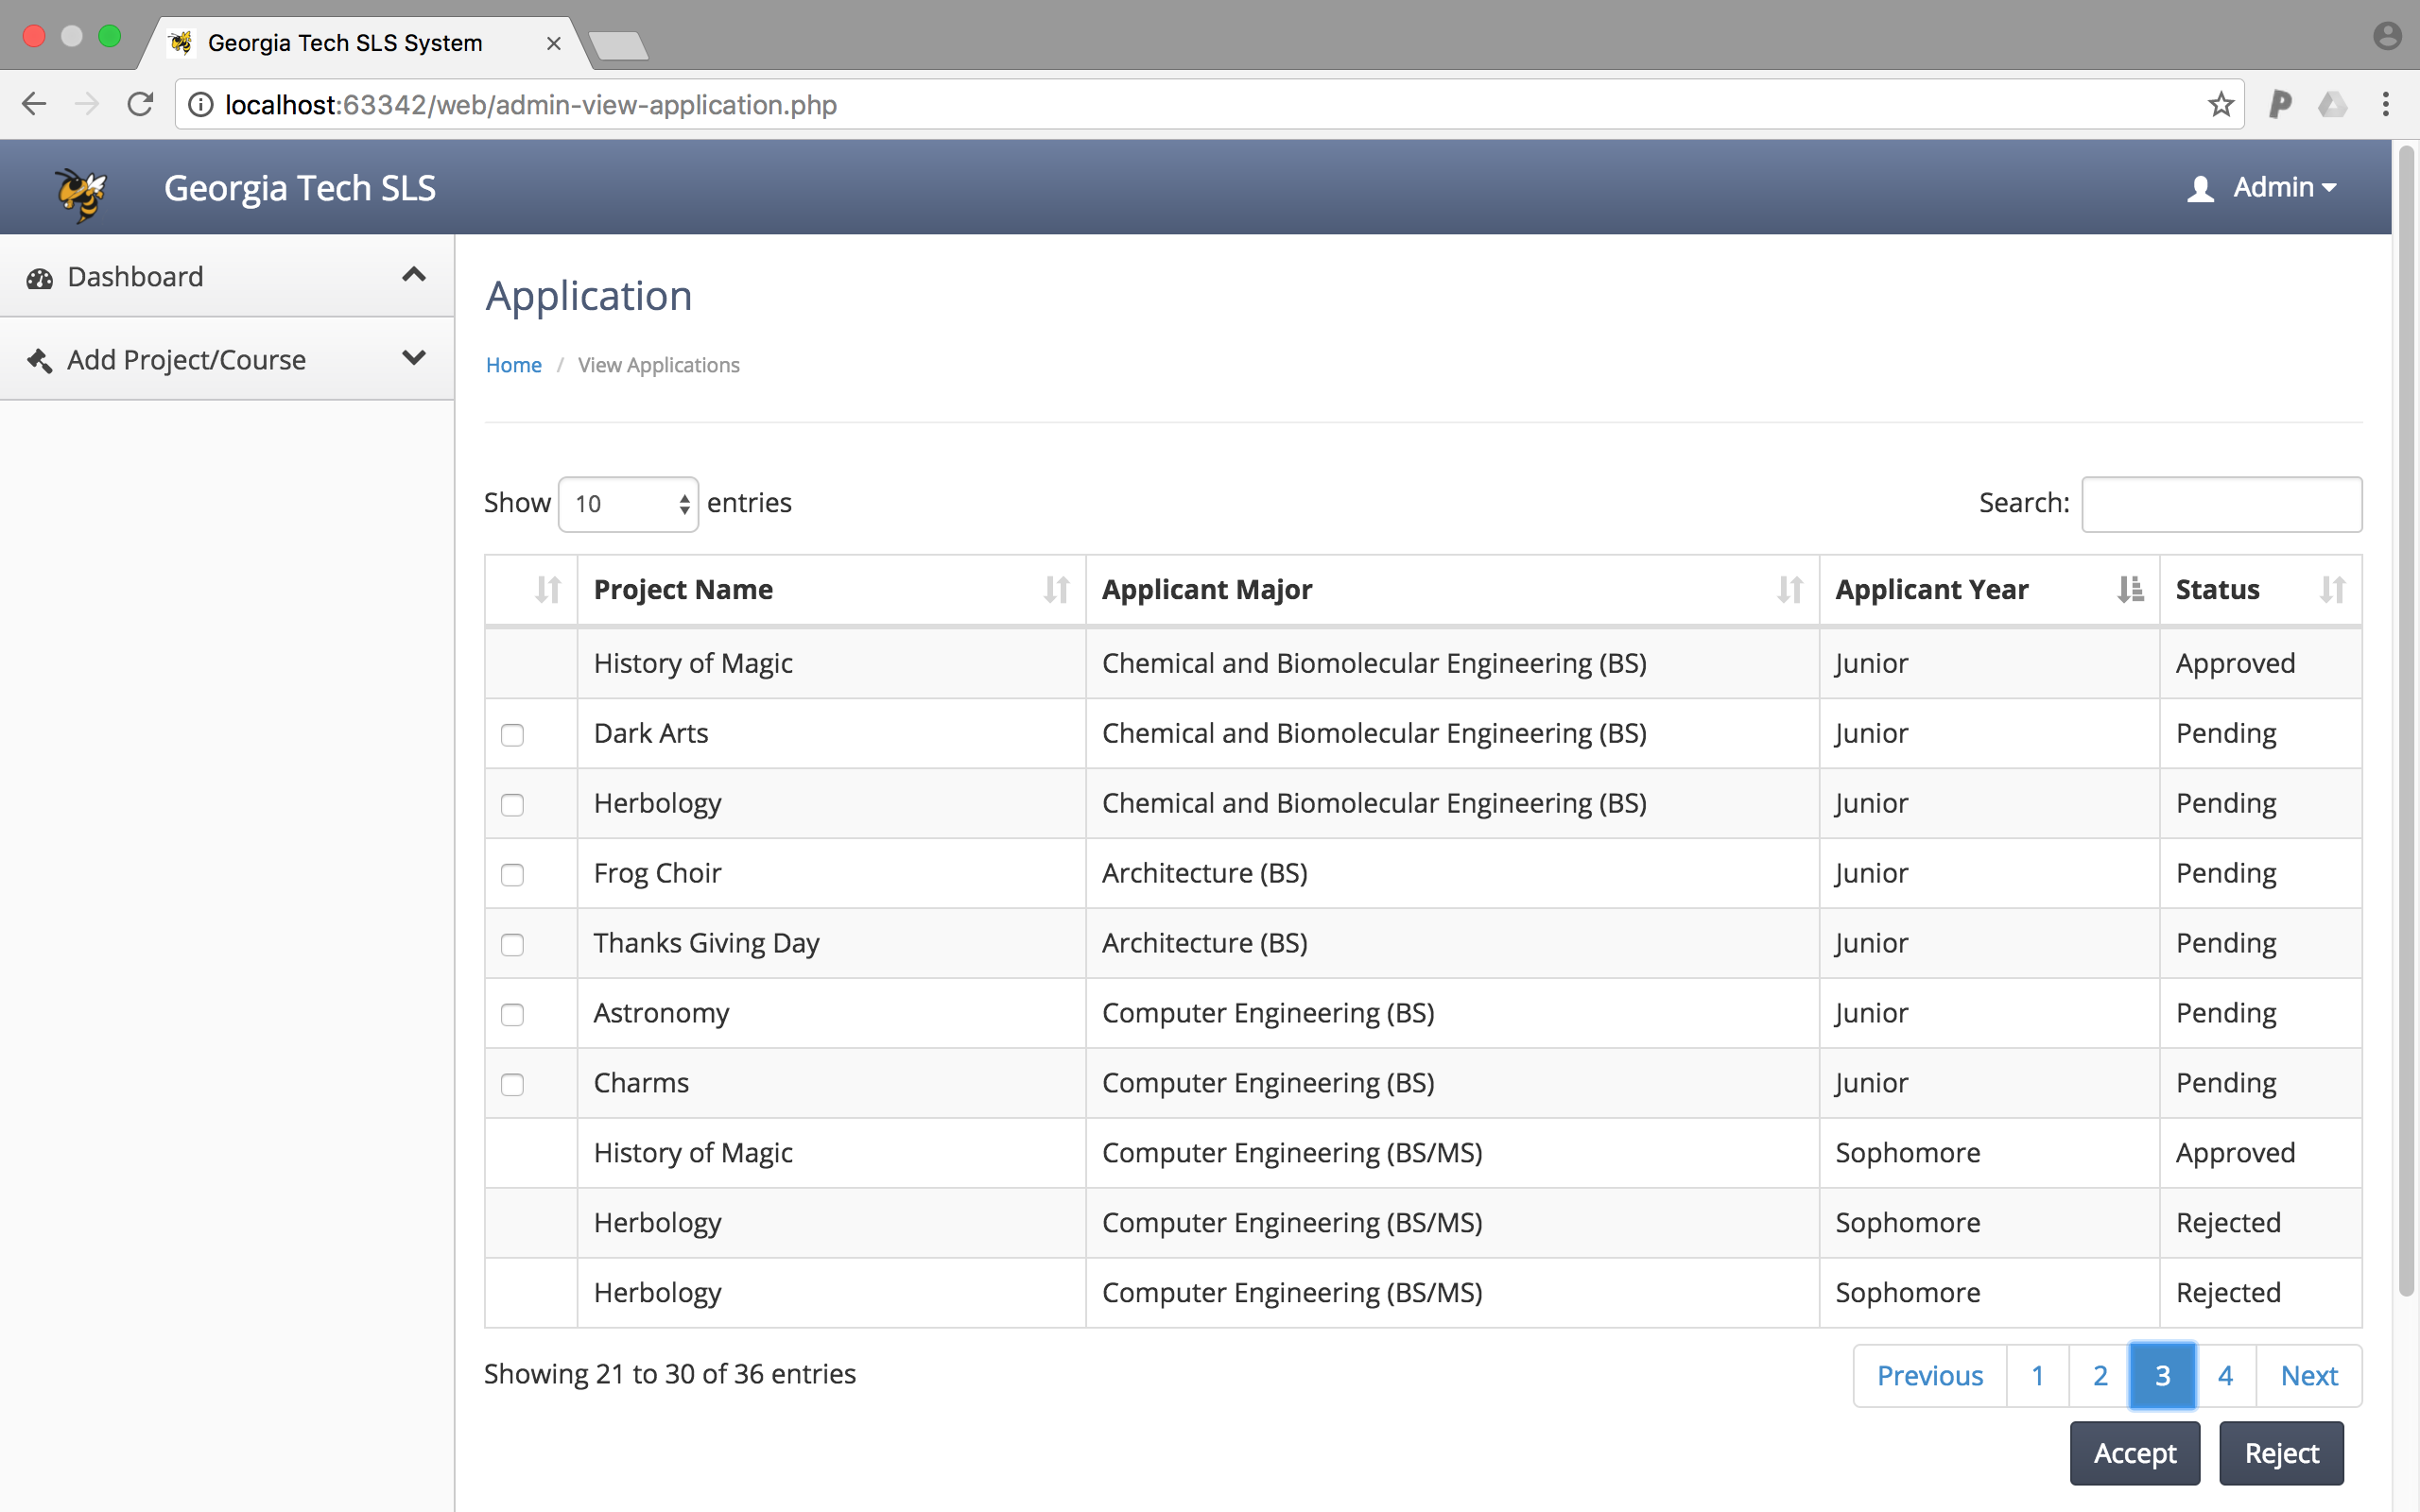 Georgia Tech SLS System
localhost:63342/web/admin-view-application.php
Georgia Tech SLS Admin
Dashboard
Add Project/Course
Application
Home / View Applications
Show 10 entries Search:
Project Name Applicant Major Applicant Year Status
History of Magic Chemical and Biomolecular Engineering (BS) Junior Approved
Dark Arts Chemical and Biomolecular Engineering (BS) Junior Pending
Herbology Chemical and Biomolecular Engineering (BS) Junior Pending
Frog Choir Architecture (BS) Junior Pending
Thanks Giving Day Architecture (BS) Junior Pending
Astronomy Computer Engineering (BS) Junior Pending
Charms Computer Engineering (BS) Junior Pending
History of Magic Computer Engineering (BS/MS) Sophomore Approved
Herbology Computer Engineering (BS/MS) Sophomore Rejected
Herbology Computer Engineering (BS/MS) Sophomore Rejected
Showing 21 to 30 of 36 entries Previous 1 2 3 4 Next
Accept Reject